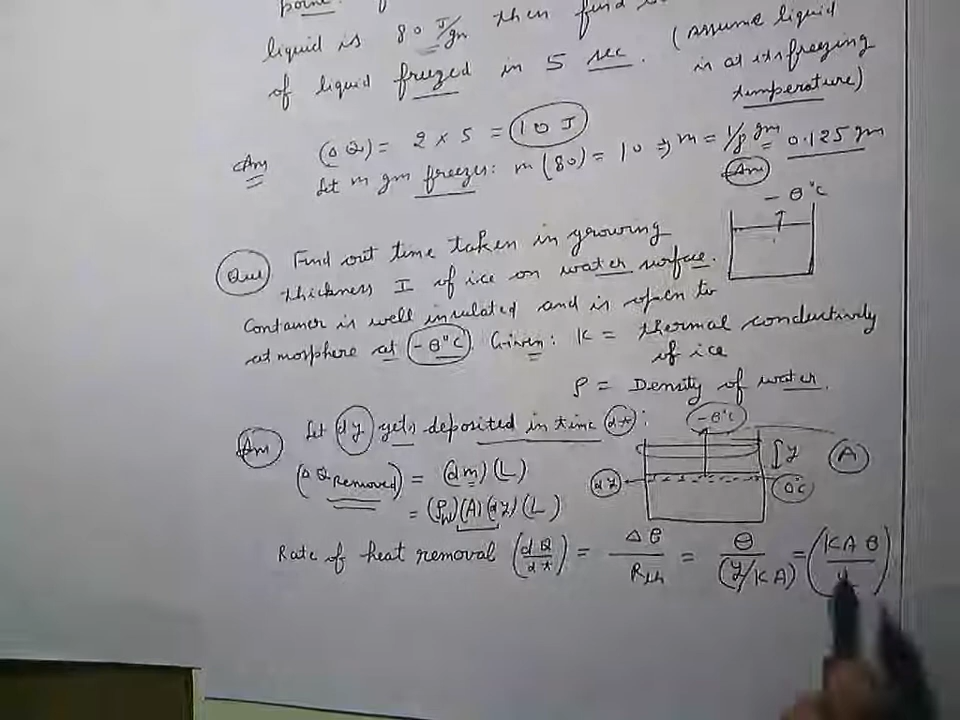 point.
liquid is 80 J/gm then find
of liquid freezed in 5 sec. (assume liquid
is at its freezing
temperature)
Ans (ΔQ) = 2 × 5 = 10 J
Let m gm freezes: m(80) = 10 ⇒ m = 1/8 gm = 0.125 gm
Ans
Que Find out time taken in growing
thickness I of ice on water surface.
Container is well insulated and is open to
atmosphere at -θ°C. Given: K = thermal conductivity
of ice
ρ = Density of water.
-θ°C
Ans Let dy gets deposited in time dt:
(ΔQ Removed) = (dm)(L)
= (ρw)(A)(dy)(L)
-θ°C
y
A
dy
0°C
Rate of heat removal (dQ/dt) = Δθ/Rth = θ/(y/KA) = (KAθ/y)